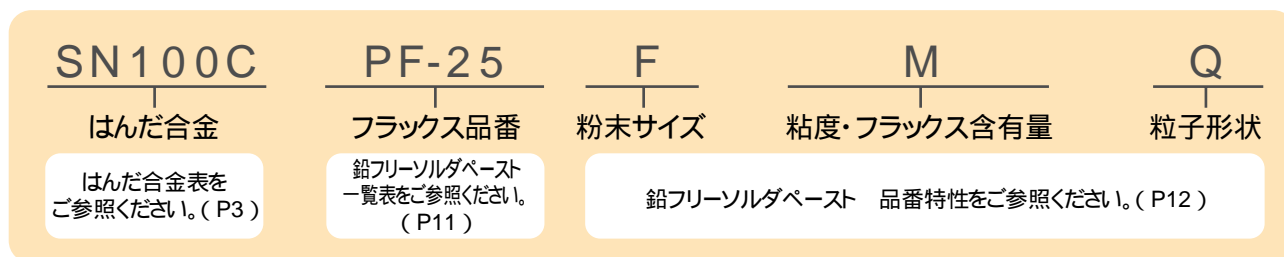 SN100C PF-25 F M Q
はんだ合金 フラックス品番 粉末サイズ 粘度・フラックス含有量 粒子形状
はんだ合金表を
ご参照ください。( P3 )
鉛フリーソルダペースト
一覧表をご参照ください。
( P11 )
鉛フリーソルダペースト　品番特性をご参照ください。( P12 )